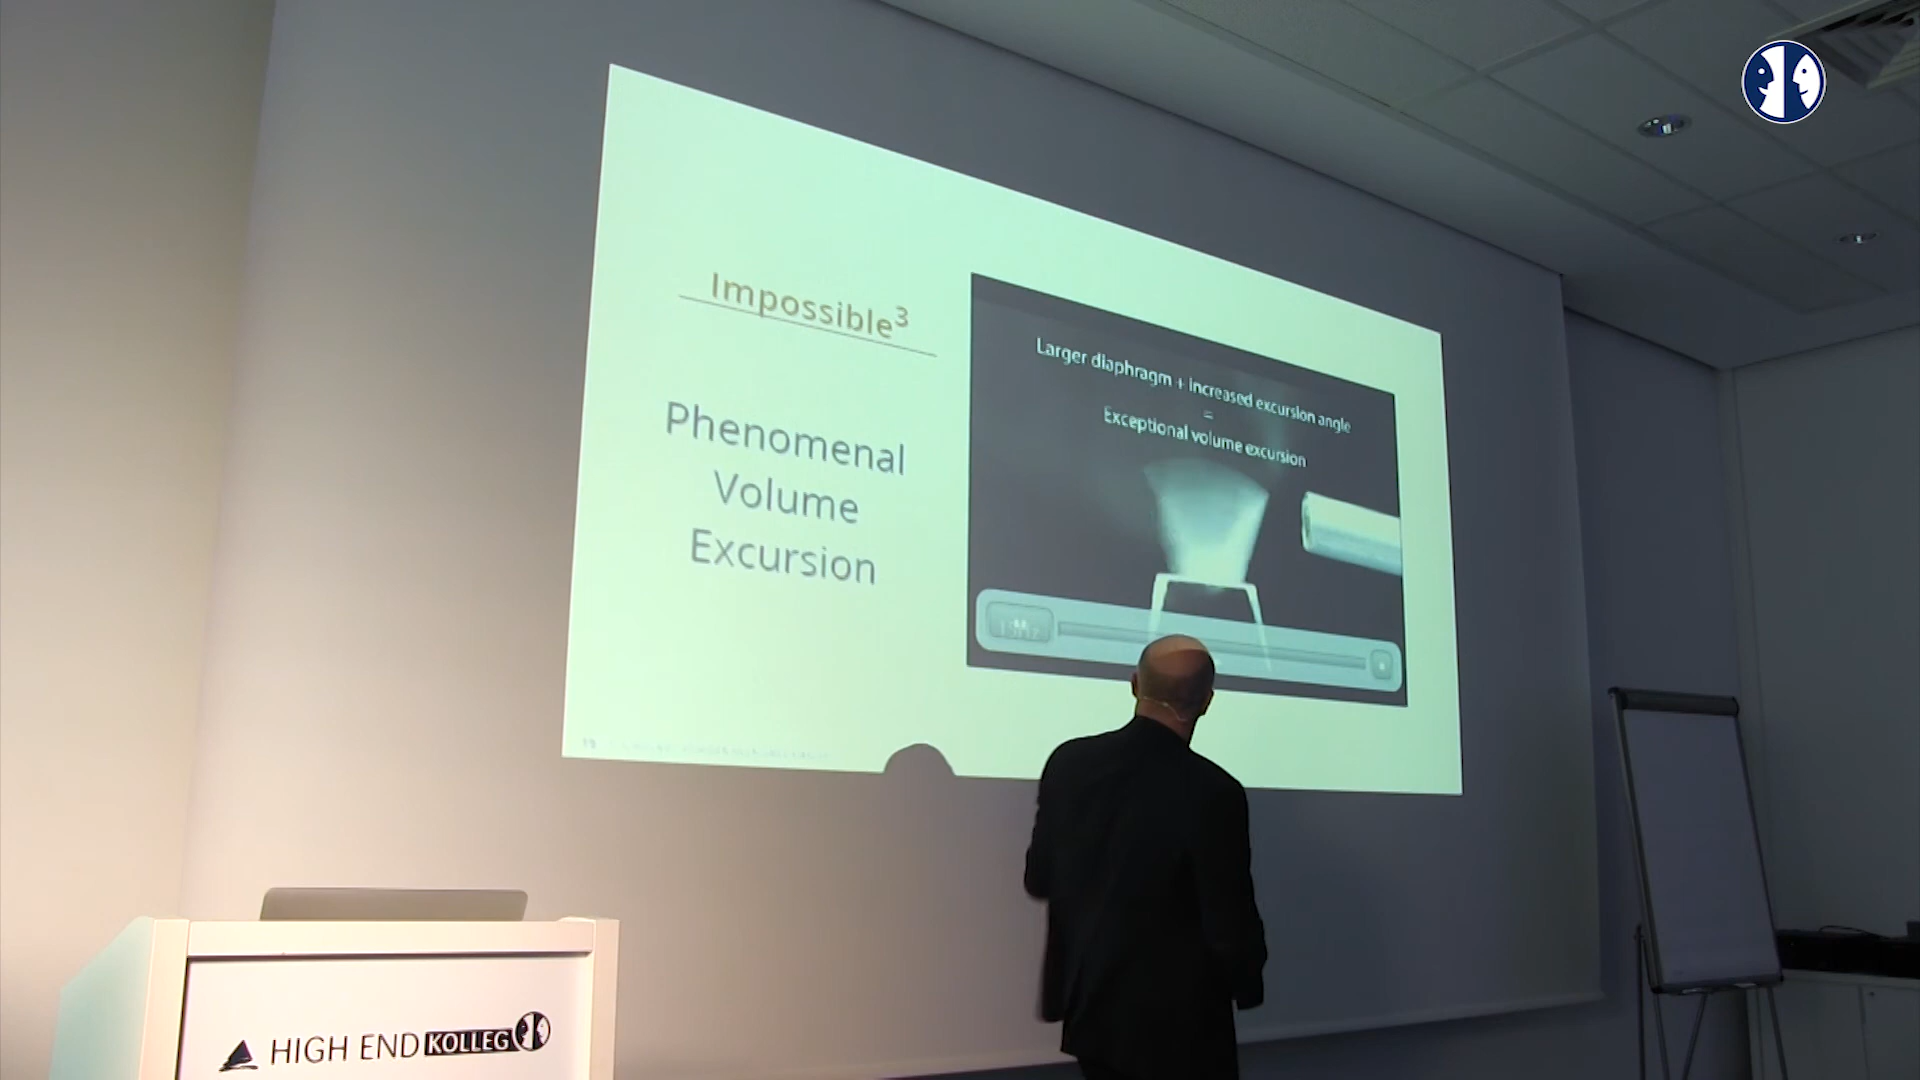 Impossible³
Phenomenal
Volume
Excursion
Larger diaphragm + increased excursion angle
=
Exceptional volume excursion
HIGH END KOLLEG